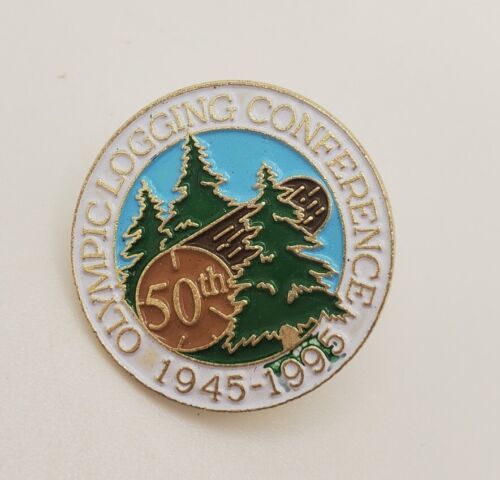 OLYMPIC LOGGING CONFERENCE
50th
1945-1995